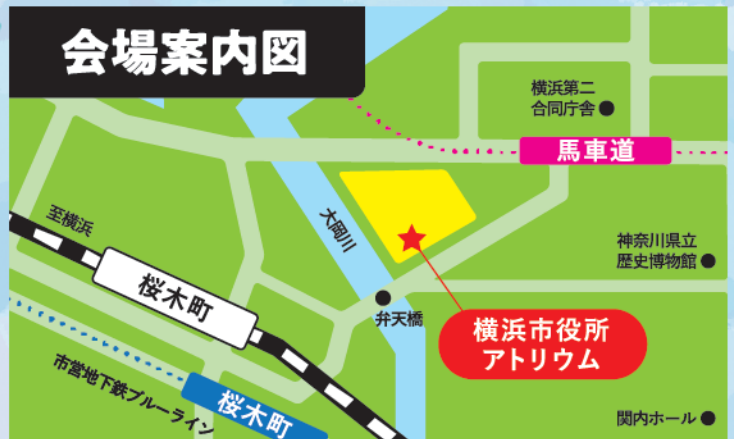 会場案内図
横浜第二
合同庁舎
馬車道
至横浜
大岡川
神奈川県立
歴史博物館
桜木町
弁天橋
横浜市役所
アトリウム
市営地下鉄ブルーライン
桜木町
関内ホール